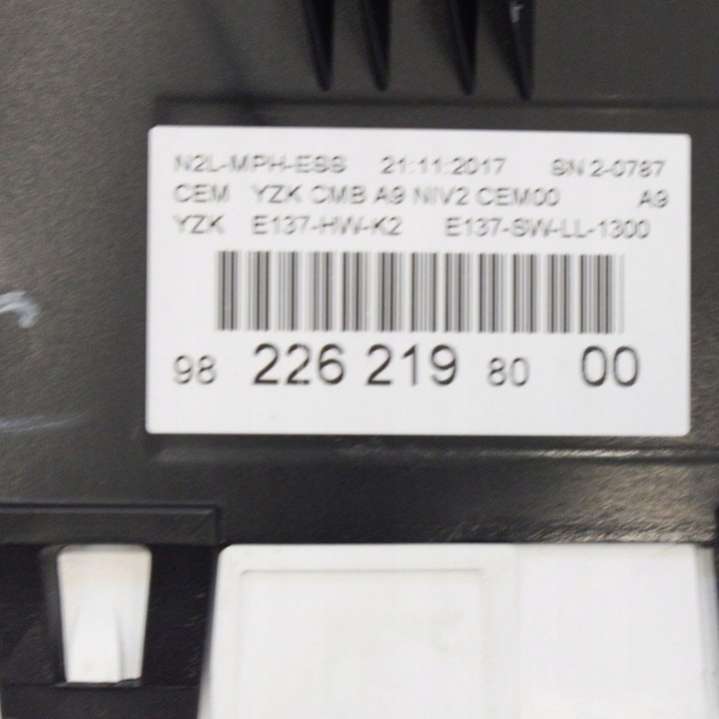 N2L-MPH-ESS 21:11:2017 SN 2-0787
CEM YZK CMB A9 NIV2 CEM00 A9
YZK E137-HW-K2 E137-SW-LL-1300
98 226 219 80 00